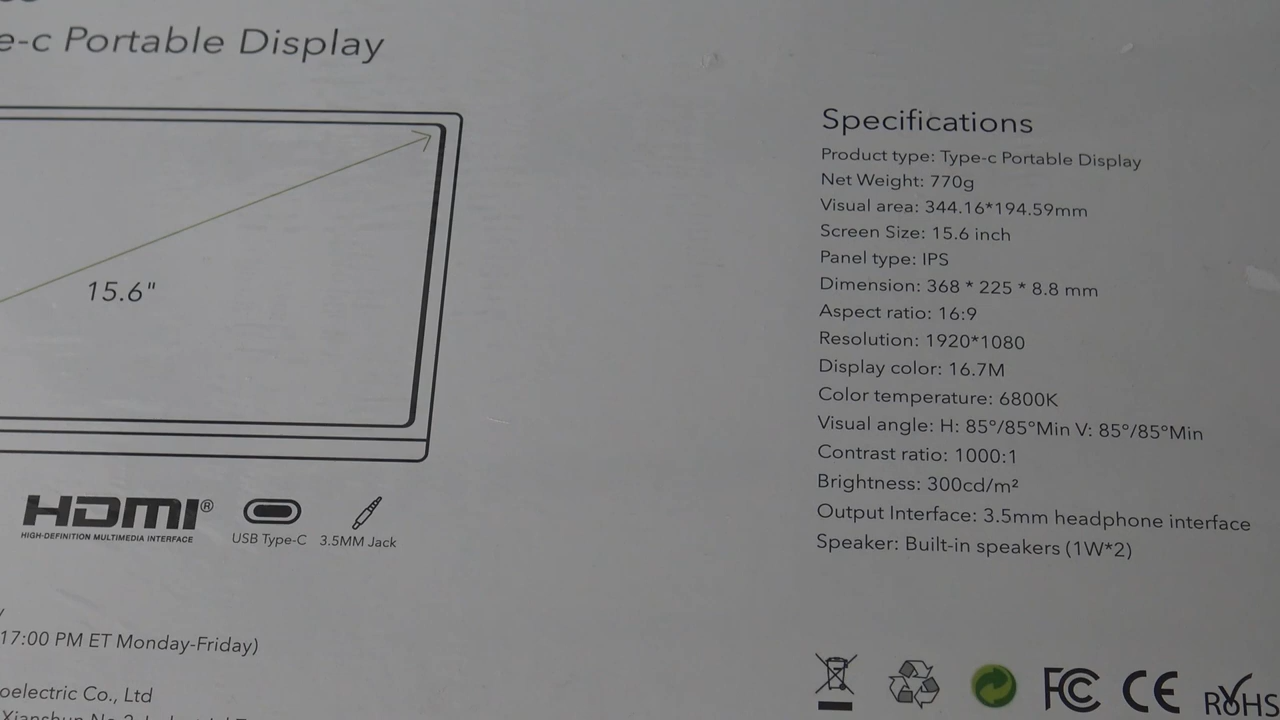 e-c Portable Display
15.6"
HDMI®
HIGH-DEFINITION MULTIMEDIA INTERFACE
USB Type-C
3.5MM Jack
17:00 PM ET Monday-Friday)
oelectric Co., Ltd
Specifications
Product type: Type-c Portable Display
Net Weight: 770g
Visual area: 344.16*194.59mm
Screen Size: 15.6 inch
Panel type: IPS
Dimension: 368 * 225 * 8.8 mm
Aspect ratio: 16:9
Resolution: 1920*1080
Display color: 16.7M
Color temperature: 6800K
Visual angle: H: 85°/85°Min V: 85°/85°Min
Contrast ratio: 1000:1
Brightness: 300cd/m²
Output Interface: 3.5mm headphone interface
Speaker: Built-in speakers (1W*2)
FC CE RoHS